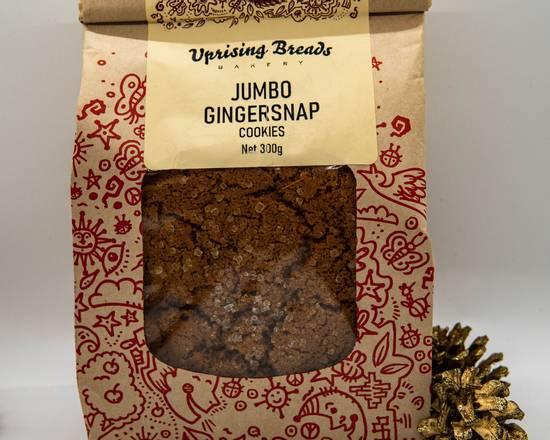 Uprising Breads
BAKERY
JUMBO
GINGERSNAP
COOKIES
Net 300g